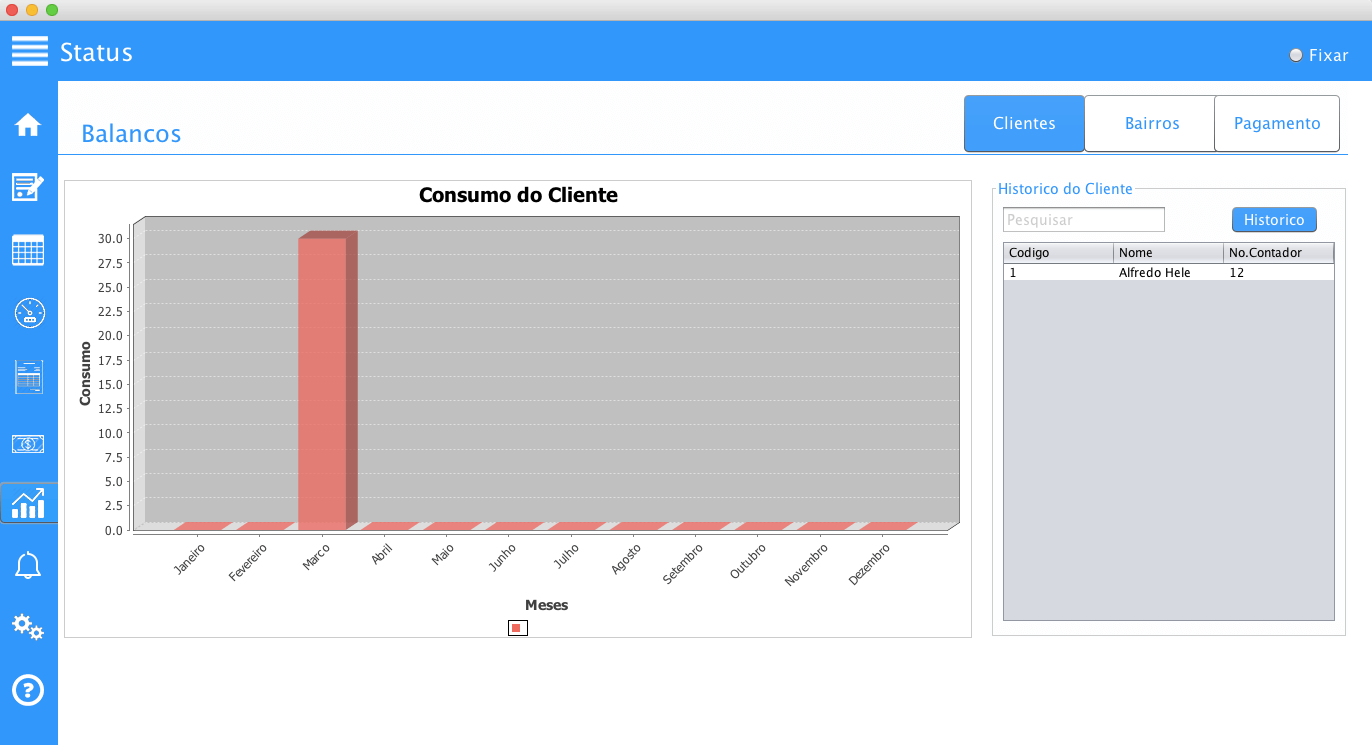 Status
Fixar
Balancos
Clientes
Bairros
Pagamento
Consumo do Cliente
30.0
27.5
25.0
22.5
20.0
17.5
15.0
12.5
10.0
7.5
5.0
2.5
0.0
Consumo
Janeiro
Fevereiro
Marco
Abril
Maio
Junho
Julho
Agosto
Setembro
Outubro
Novembro
Dezembro
Meses
Historico do Cliente
Pesquisar
Historico
Codigo Nome No.Contador
1 Alfredo Hele 12